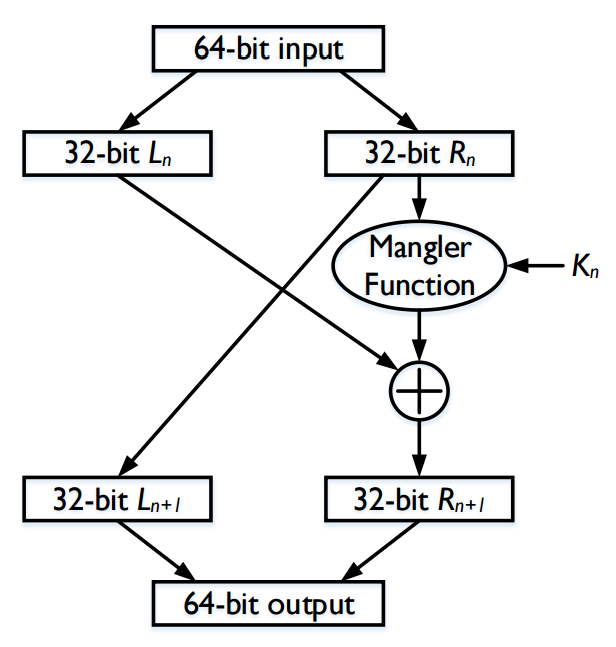 64-bit input
32-bit Ln
32-bit Rn
Mangler
Function
Kn
32-bit Ln+1
32-bit Rn+1
64-bit output